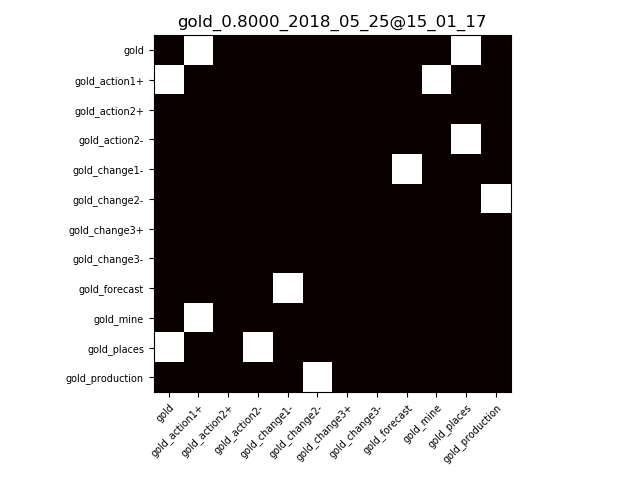 gold_0.8000_2018_05_25@15_01_17
gold
gold_action1+
gold_action2+
gold_action2-
gold_change1-
gold_change2-
gold_change3+
gold_change3-
gold_forecast
gold_mine
gold_places
gold_production
gold
gold_action1+
gold_action2+
gold_action2-
gold_change1-
gold_change2-
gold_change3+
gold_change3-
gold_forecast
gold_mine
gold_places
gold_production